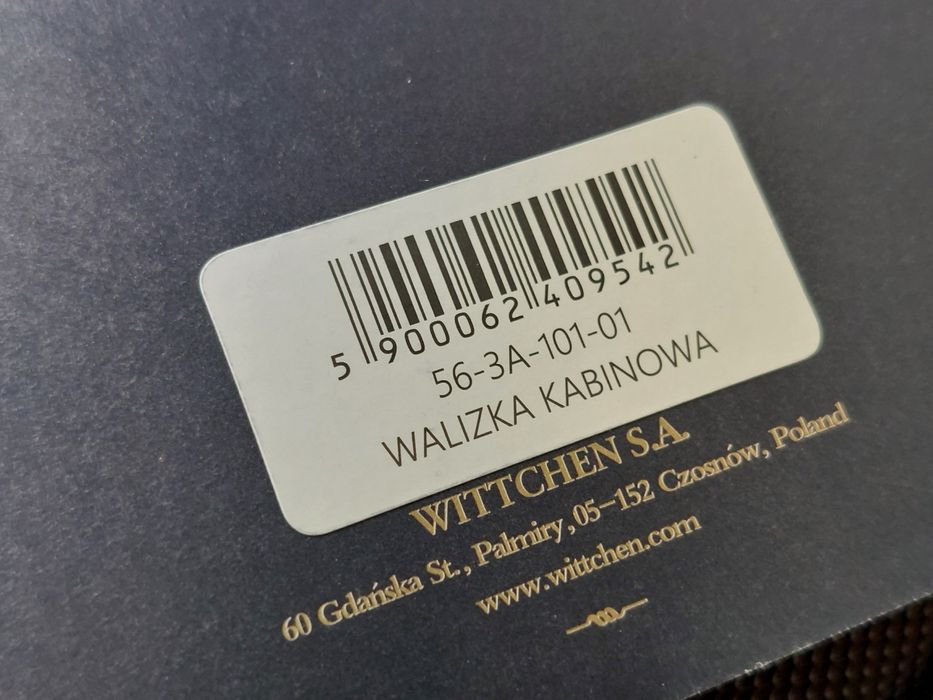 5 900062 409542
56-3A-101-01
WALIZKA KABINOWA
WITTCHEN S.A.
60 Gdańska St., Palmiry, 05–152 Czosnów, Poland
www.wittchen.com